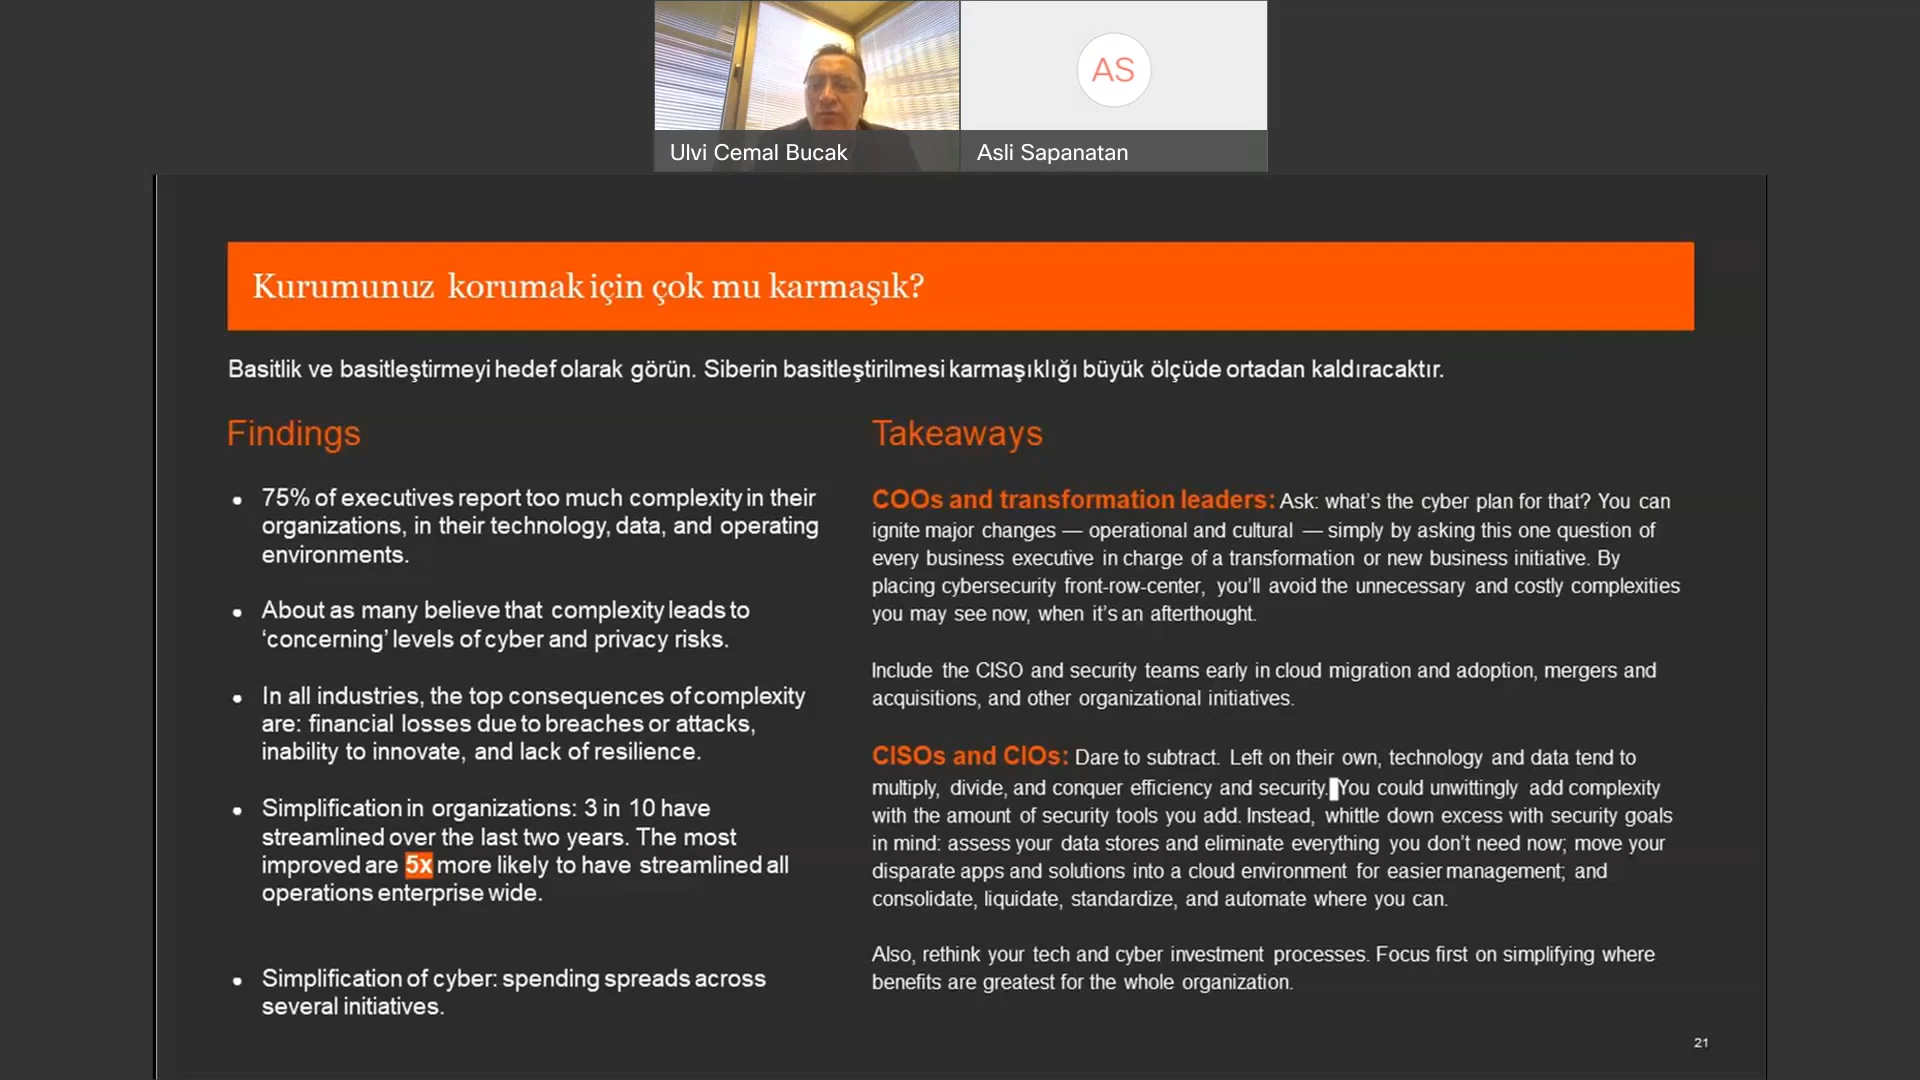 AS
Ulvi Cemal Bucak
Asli Sapanatan
Kurumunuz korumak için çok mu karmaşık?
Basitlik ve basitleştirmeyi hedef olarak görün. Siberin basitleştirilmesi karmaşıklığı büyük ölçüde ortadan kaldıracaktır.
Findings
• 75% of executives report too much complexity in their
organizations, in their technology, data, and operating
environments.
• About as many believe that complexity leads to
‘concerning’ levels of cyber and privacy risks.
• In all industries, the top consequences of complexity
are: financial losses due to breaches or attacks,
inability to innovate, and lack of resilience.
• Simplification in organizations: 3 in 10 have
streamlined over the last two years. The most
improved are 5x more likely to have streamlined all
operations enterprise wide.
• Simplification of cyber: spending spreads across
several initiatives.
Takeaways
COOs and transformation leaders: Ask: what’s the cyber plan for that? You can
ignite major changes — operational and cultural — simply by asking this one question of
every business executive in charge of a transformation or new business initiative. By
placing cybersecurity front-row-center, you’ll avoid the unnecessary and costly complexities
you may see now, when it’s an afterthought.
Include the CISO and security teams early in cloud migration and adoption, mergers and
acquisitions, and other organizational initiatives.
CISOs and CIOs: Dare to subtract. Left on their own, technology and data tend to
multiply, divide, and conquer efficiency and security. You could unwittingly add complexity
with the amount of security tools you add. Instead, whittle down excess with security goals
in mind: assess your data stores and eliminate everything you don’t need now; move your
disparate apps and solutions into a cloud environment for easier management; and
consolidate, liquidate, standardize, and automate where you can.
Also, rethink your tech and cyber investment processes. Focus first on simplifying where
benefits are greatest for the whole organization.
21